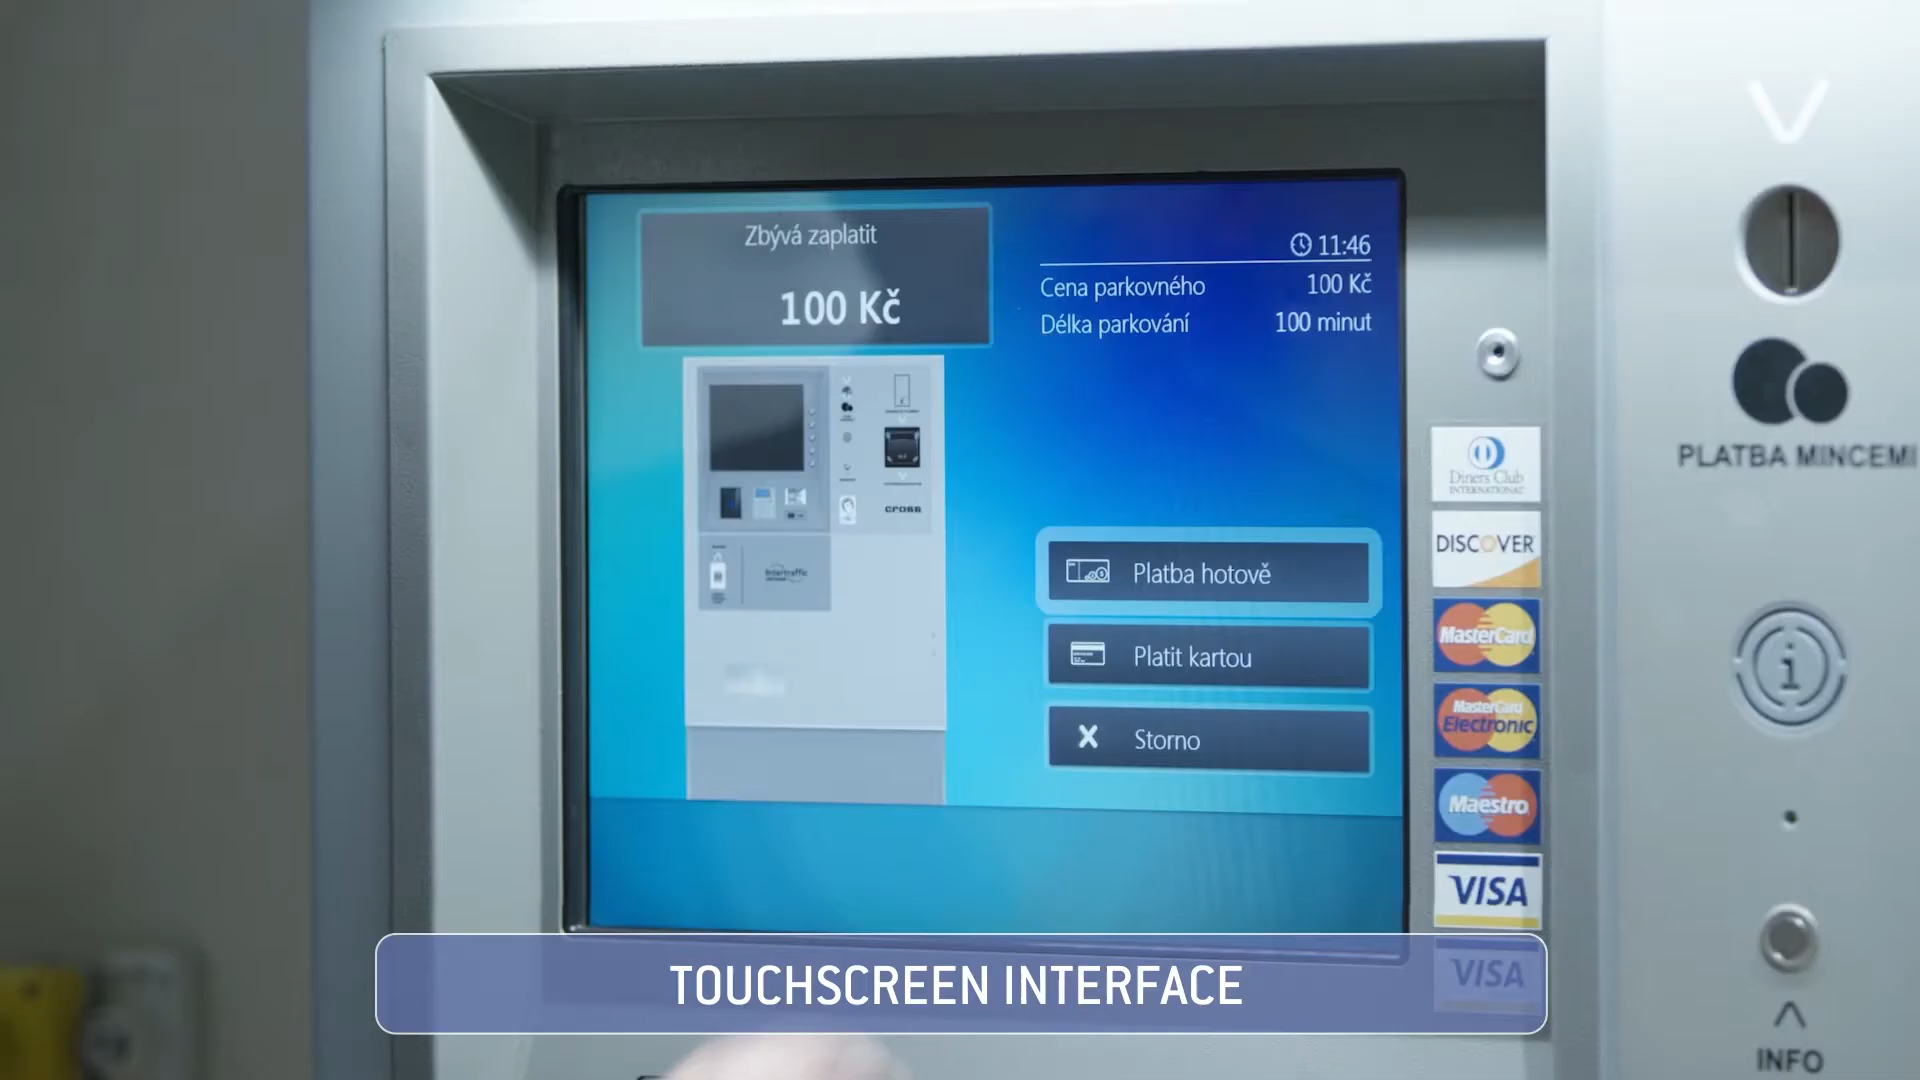 Zbývá zaplatit
100 Kč
11:46
Cena parkovného 100 Kč
Délka parkování 100 minut
cross
Intertraffic
Platba hotově
Platit kartou
X Storno
Diners Club
INTERNATIONAL
DISCOVER
MasterCard
MasterCard
Electronic
Maestro
VISA
VISA
PLATBA MINCEMI
i
INFO
TOUCHSCREEN INTERFACE